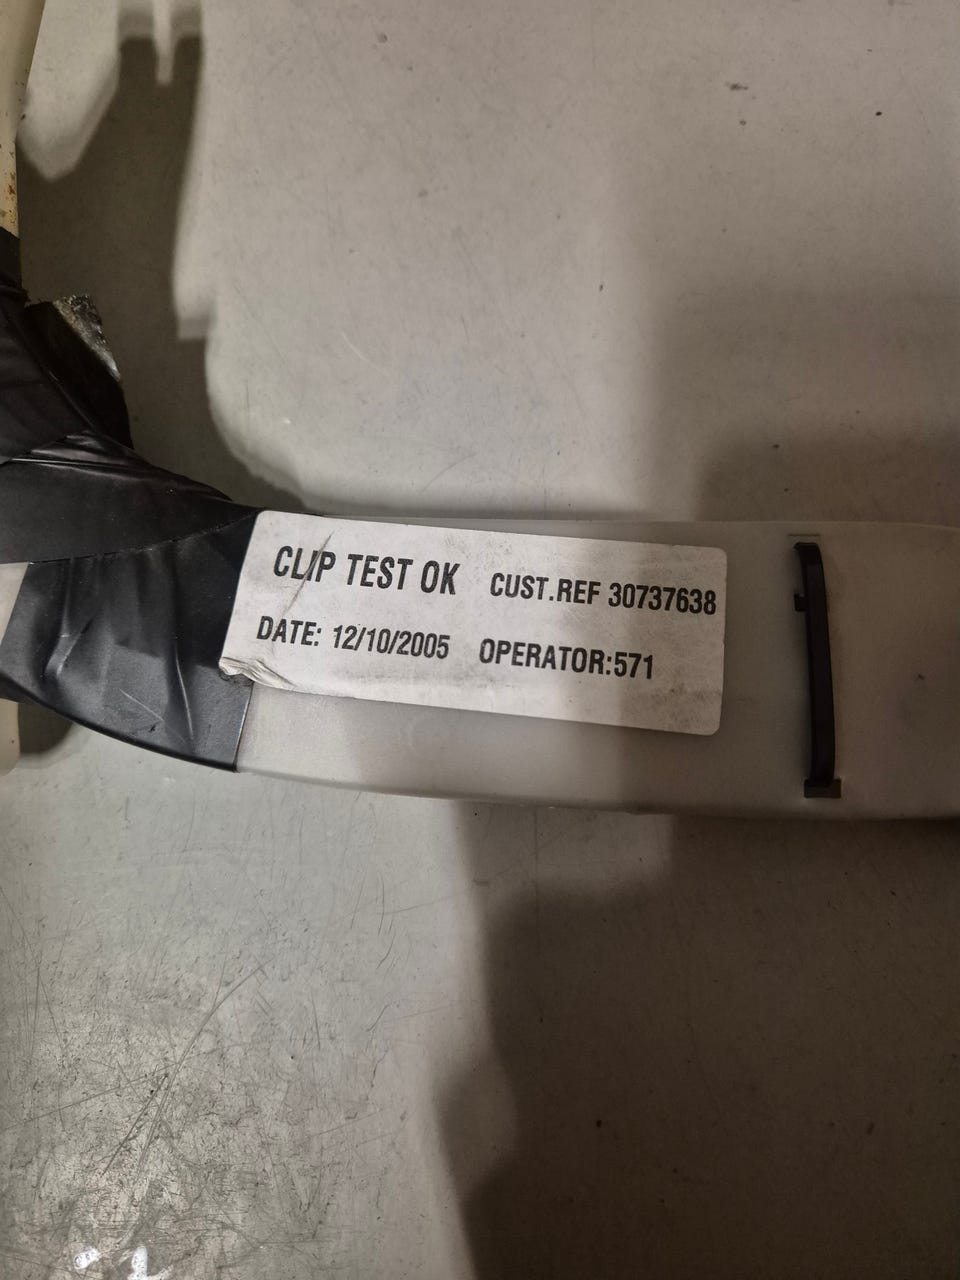 CLIP TEST OK CUST.REF 30737638
DATE: 12/10/2005 OPERATOR:571